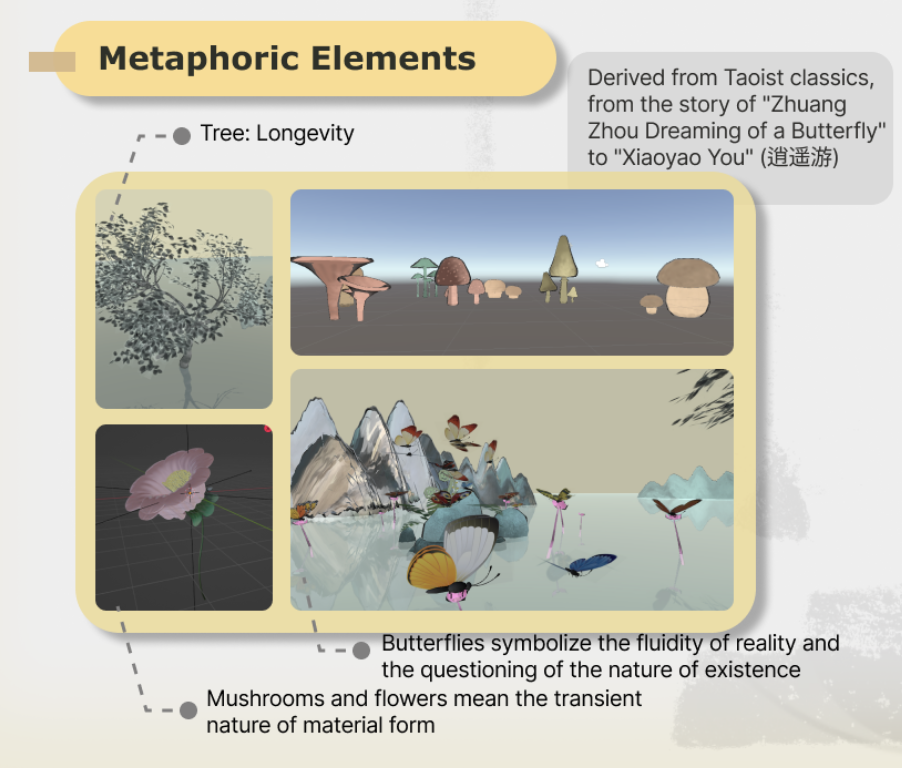 Metaphoric Elements
Derived from Taoist classics,
from the story of "Zhuang
Zhou Dreaming of a Butterfly"
to "Xiaoyao You" (逍遥游)
Tree: Longevity
Butterflies symbolize the fluidity of reality and
the questioning of the nature of existence
Mushrooms and flowers mean the transient
nature of material form